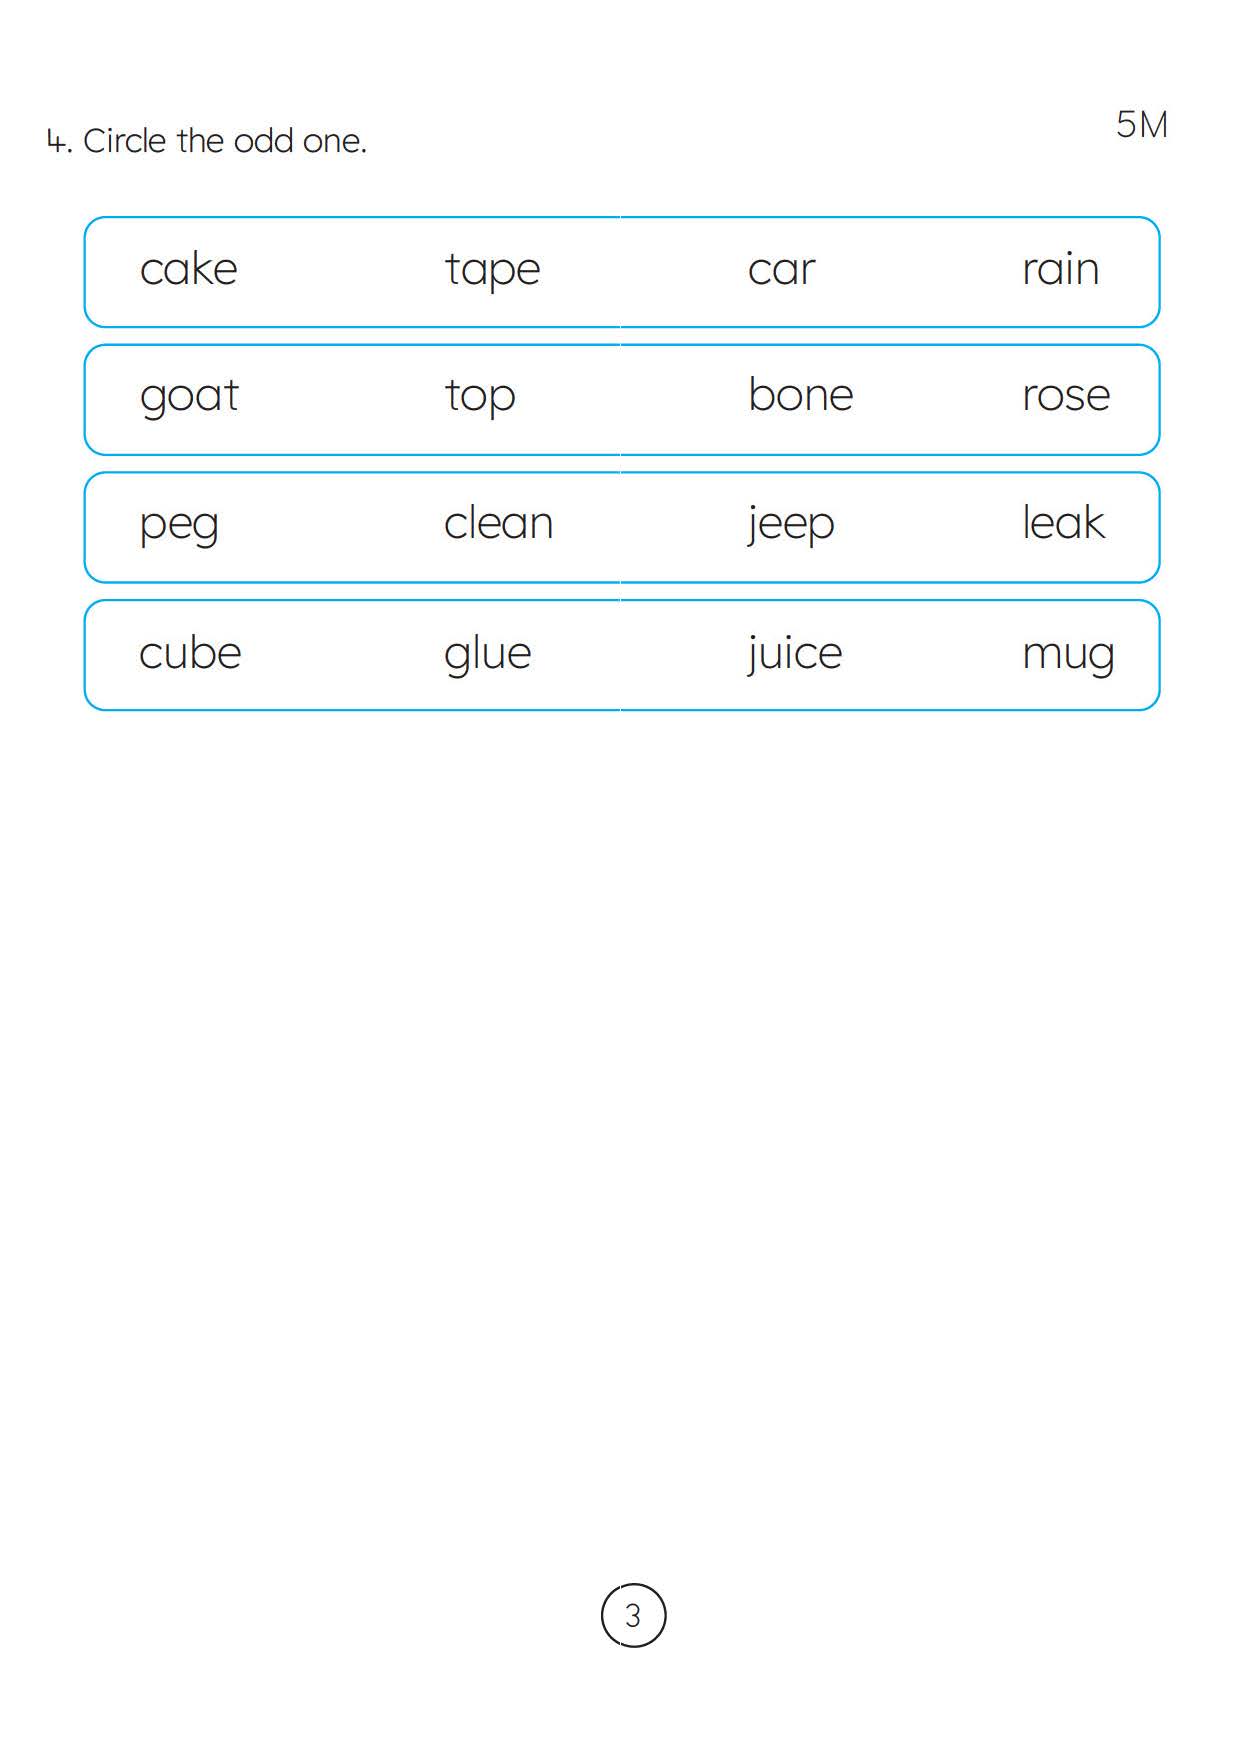 5M
4. Circle the odd one.
cake tape car rain
goat top bone rose
peg clean jeep leak
cube glue juice mug
3